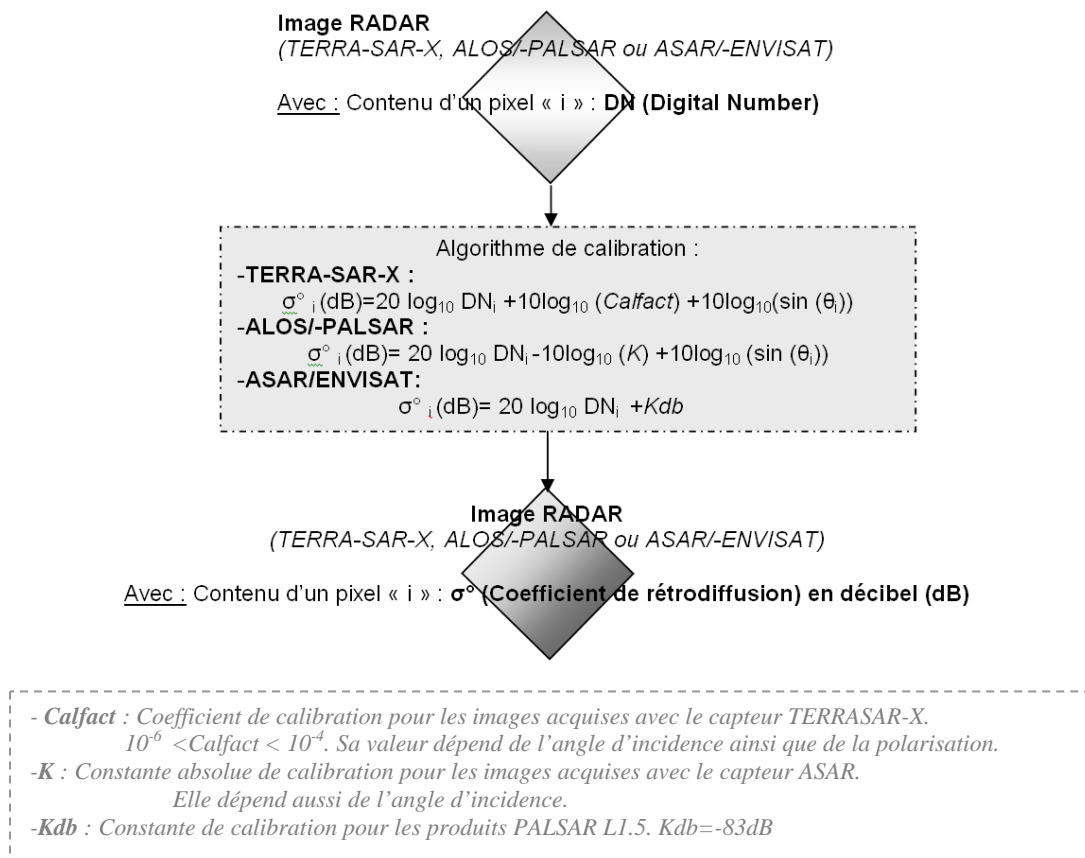 Image RADAR
(TERRA-SAR-X, ALOS/-PALSAR ou ASAR/-ENVISAT)
Avec : Contenu d'un pixel « i » : DN (Digital Number)
Algorithme de calibration :
-TERRA-SAR-X :
σ° i (dB)=20 log10 DNi +10log10 (Calfact) +10log10(sin (θi))
-ALOS/-PALSAR :
σ° i (dB)= 20 log10 DNi -10log10 (K) +10log10 (sin (θi))
-ASAR/ENVISAT:
σ° i (dB)= 20 log10 DNi +Kdb
Image RADAR
(TERRA-SAR-X, ALOS/-PALSAR ou ASAR/-ENVISAT)
Avec : Contenu d'un pixel « i » : σ° (Coefficient de rétrodiffusion) en décibel (dB)
- Calfact : Coefficient de calibration pour les images acquises avec le capteur TERRASAR-X.
10^-6 <Calfact < 10^-4. Sa valeur dépend de l'angle d'incidence ainsi que de la polarisation.
-K : Constante absolue de calibration pour les images acquises avec le capteur ASAR.
Elle dépend aussi de l'angle d'incidence.
-Kdb : Constante de calibration pour les produits PALSAR L1.5. Kdb=-83dB